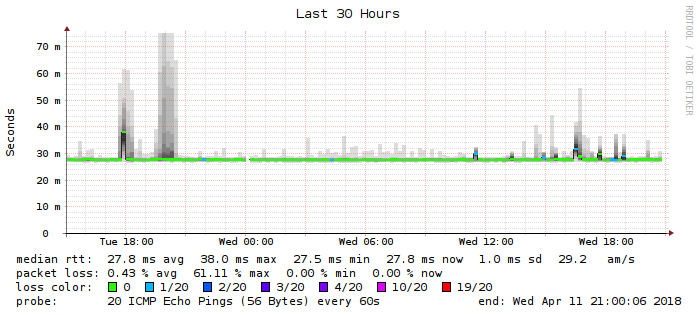 Last 30 Hours
RRDTOOL / TOBI OETIKER
Seconds
70 m
60 m
50 m
40 m
30 m
20 m
10 m
0
Tue 18:00 Wed 00:00 Wed 06:00 Wed 12:00 Wed 18:00
median rtt: 27.8 ms avg 38.0 ms max 27.5 ms min 27.8 ms now 1.0 ms sd 29.2 am/s
packet loss: 0.43 % avg 61.11 % max 0.00 % min 0.00 % now
loss color: 0 1/20 2/20 3/20 4/20 10/20 19/20
probe: 20 ICMP Echo Pings (56 Bytes) every 60s end: Wed Apr 11 21:00:06 2018